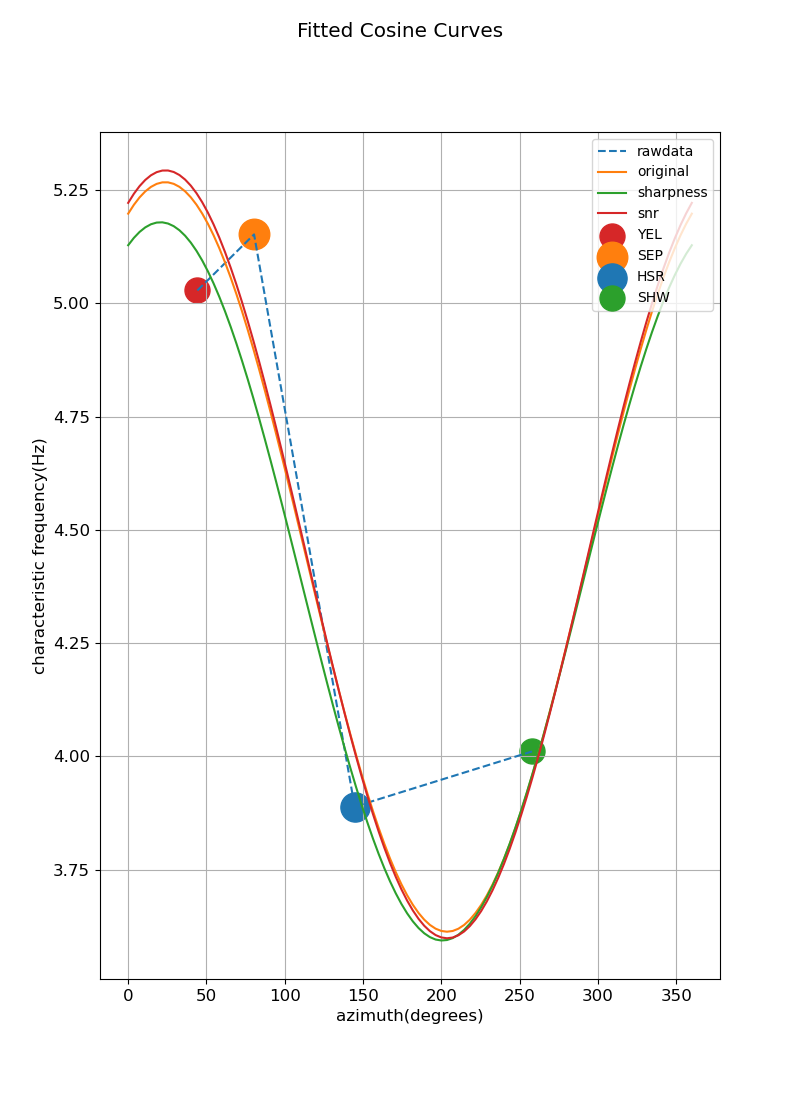 Fitted Cosine Curves
rawdata
original
sharpness
snr
YEL
SEP
HSR
SHW
5.25
5.00
4.75
4.50
4.25
4.00
3.75
characteristic frequency(Hz)
0 50 100 150 200 250 300 350
azimuth(degrees)